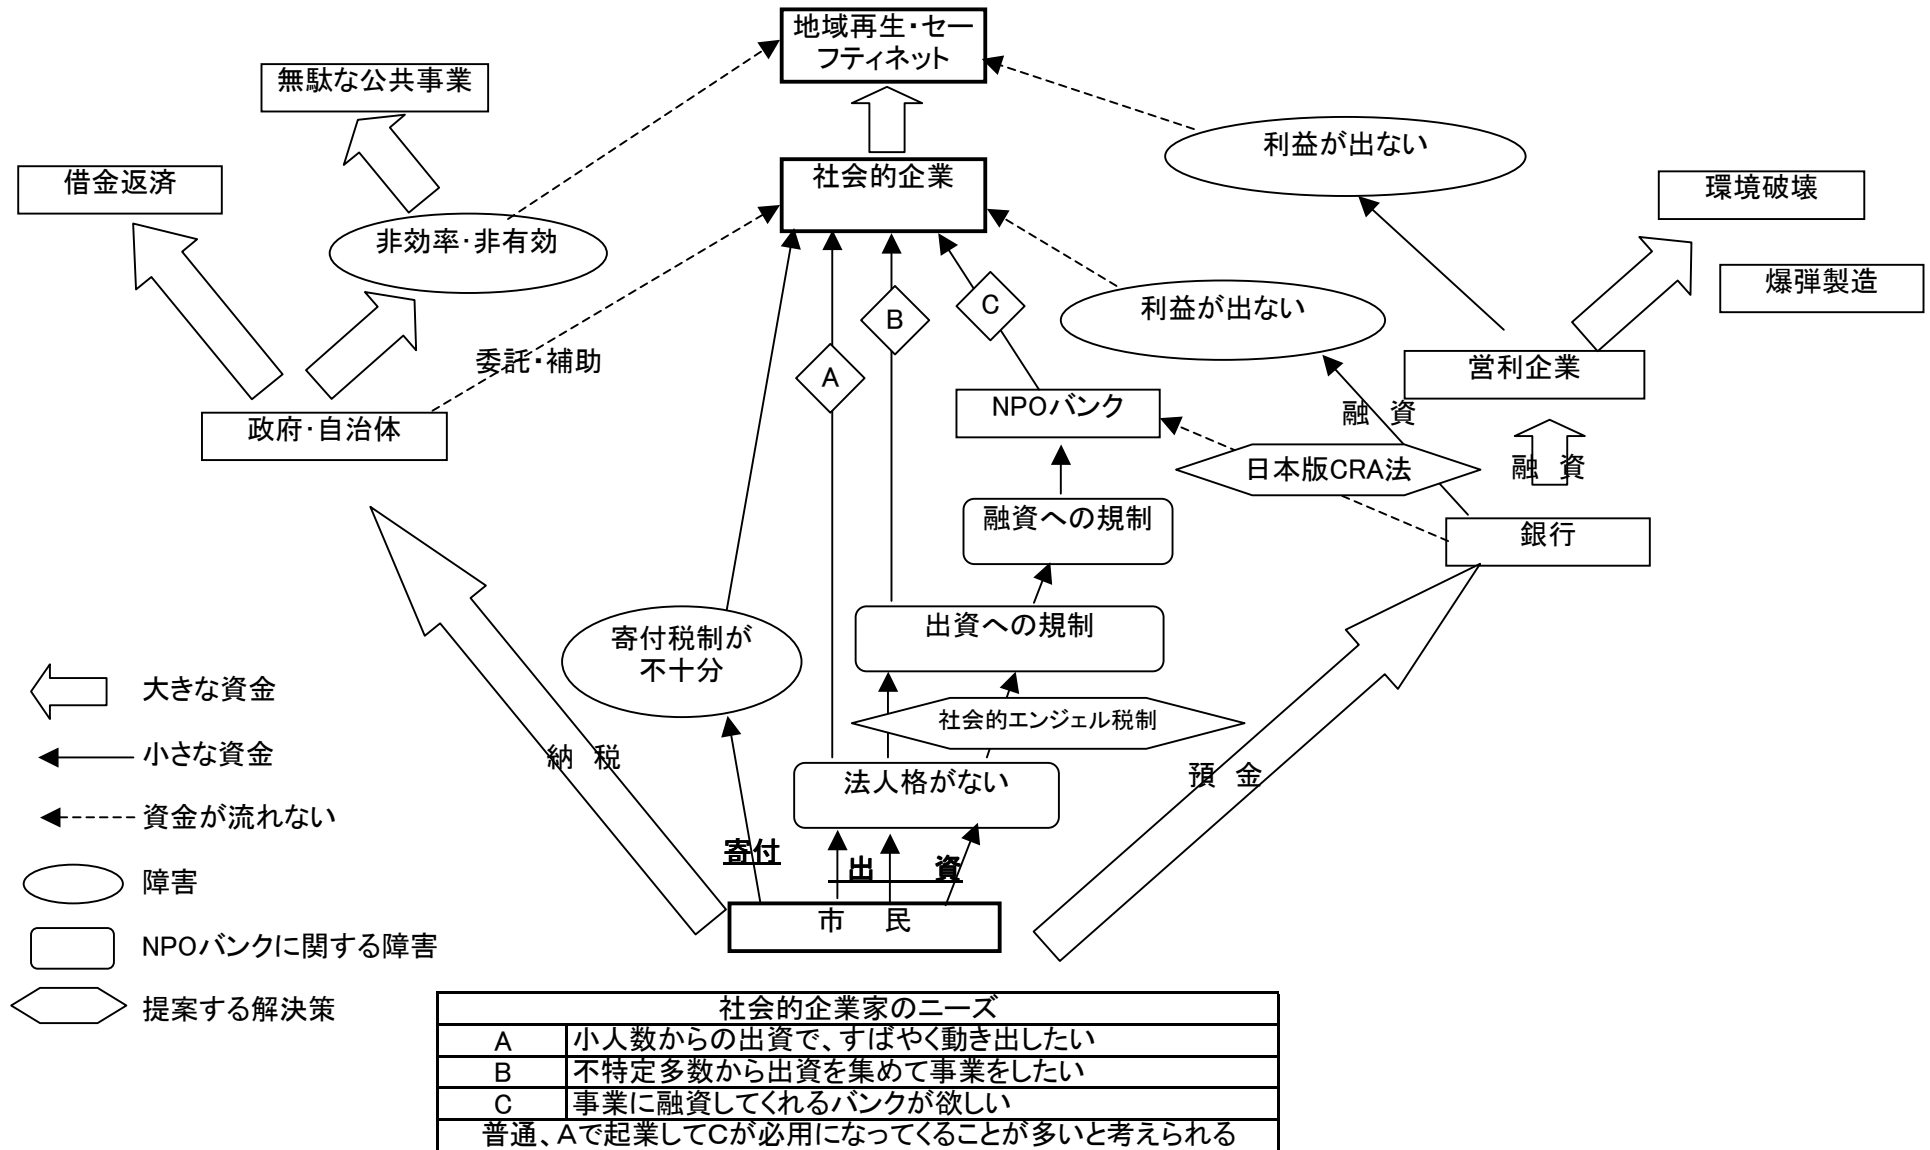 地域再生・セー
フティネット
無駄な公共事業
利益が出ない
借金返済
社会的企業
環境破壊
非効率・非有効
爆弾製造
利益が出ない
C
B
委託・補助
A
営利企業
NPOバンク
融 資
政府・自治体
日本版CRA法
融 資
融資への規制
銀行
出資への規制
寄付税制が
不十分
大きな資金
社会的エンジェル税制
小さな資金
納 税
法人格がない
預 金
資金が流れない
寄付
出 資
障害
市 民
NPOバンクに関する障害
提案する解決策
社会的企業家のニーズ
A 小人数からの出資で、すばやく動き出したい
B 不特定多数から出資を集めて事業をしたい
C 事業に融資してくれるバンクが欲しい
普通、Aで起業してCが必用になってくることが多いと考えられる